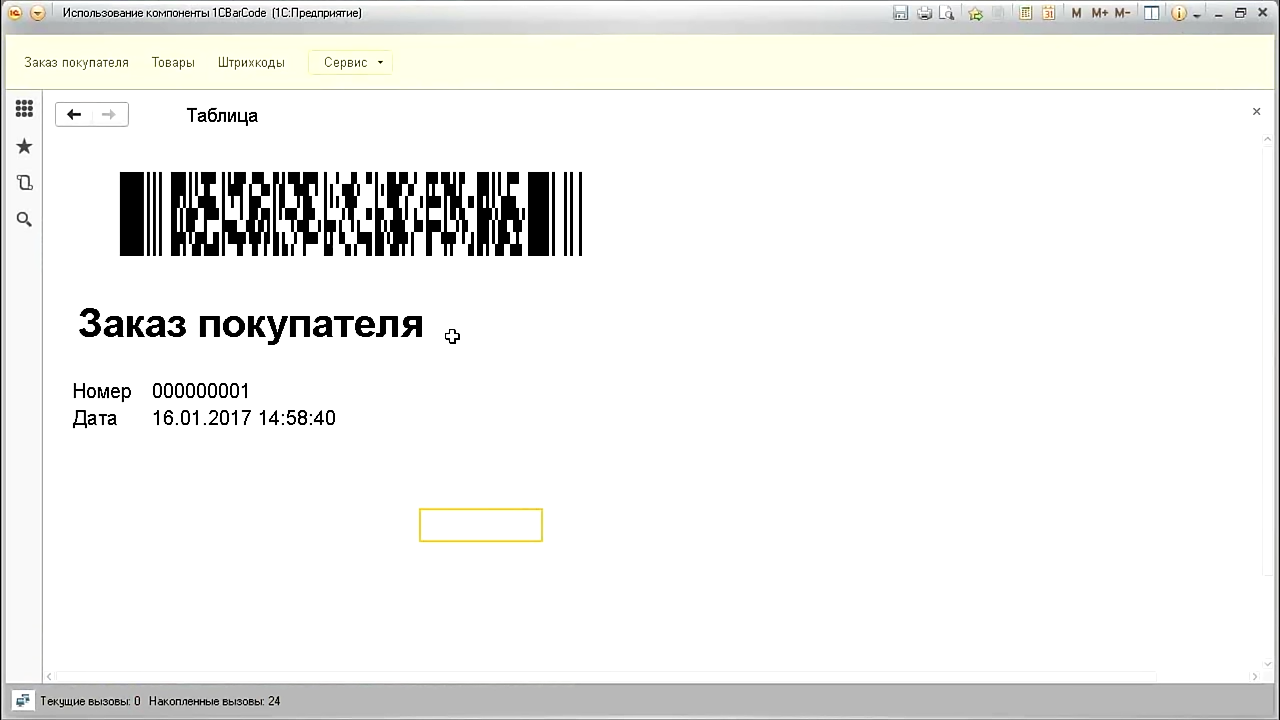 Использование компоненты 1CBarCode (1С:Предприятие)
M M+ M-
Заказ покупателя Товары Штрихкоды Сервис
Таблица
Заказ покупателя
Номер 000000001
Дата 16.01.2017 14:58:40
Текущие вызовы: 0 Накопленные вызовы: 24